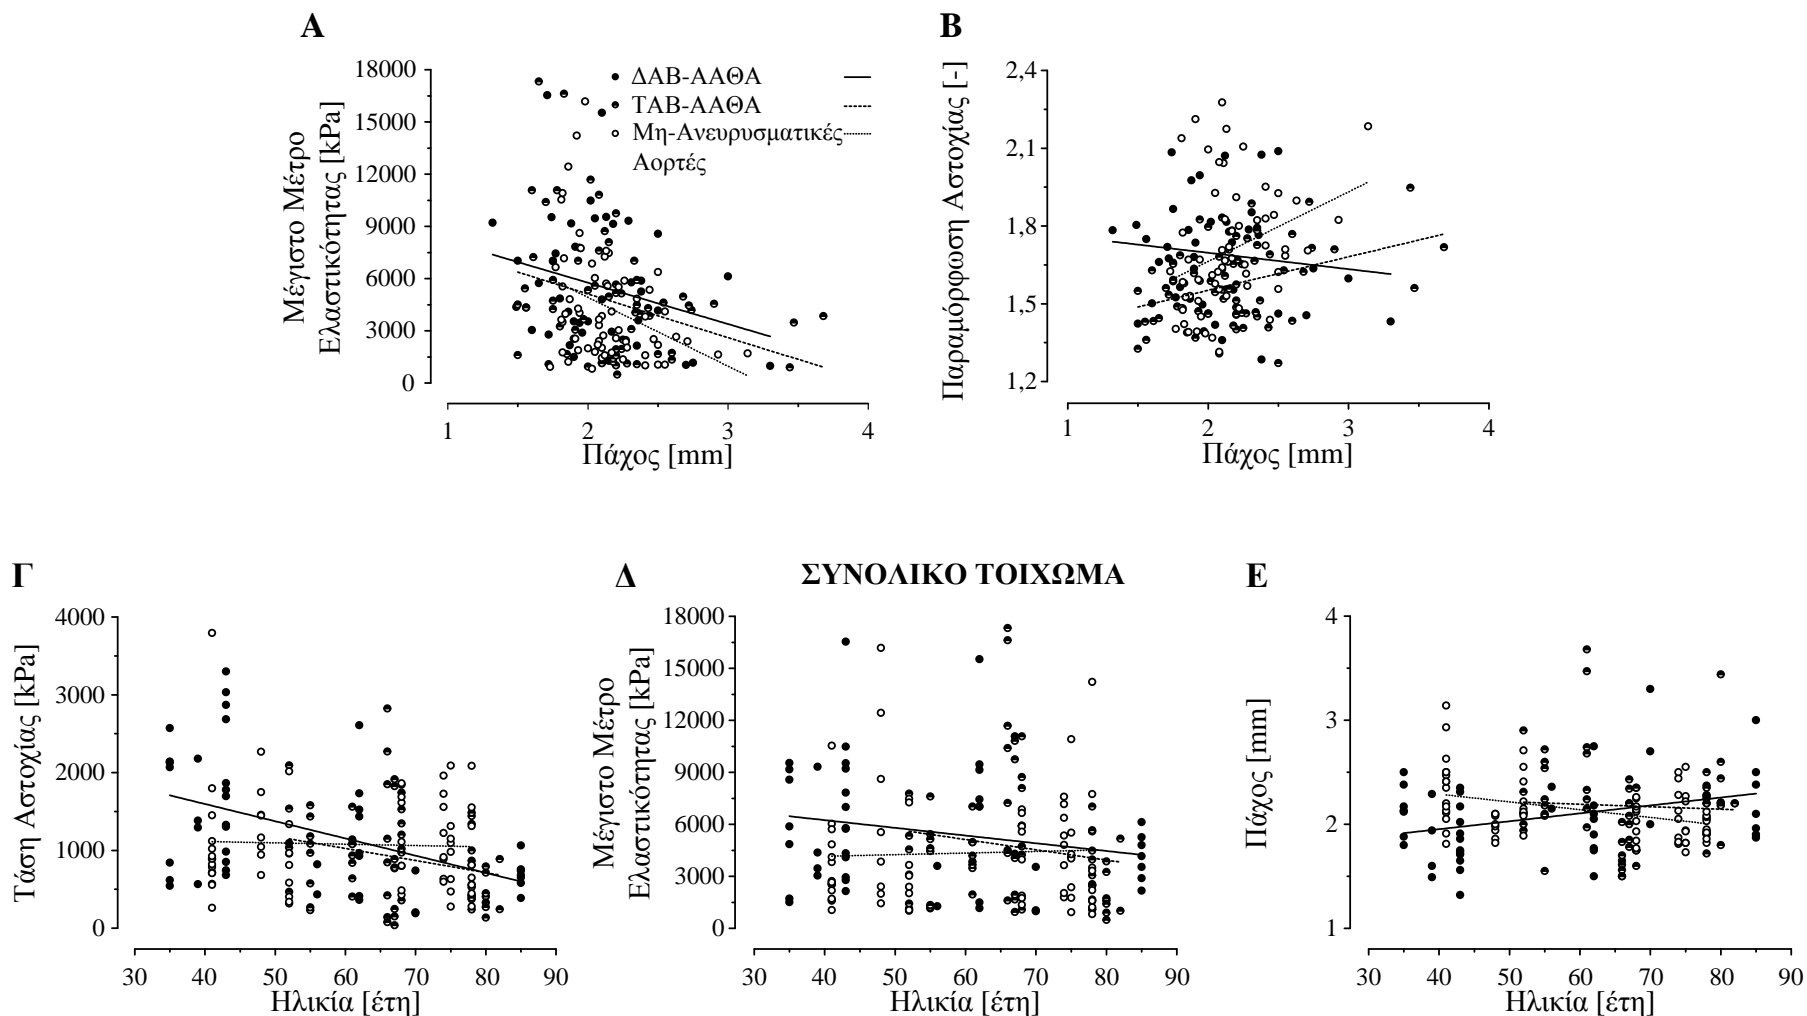 Α
Μέγιστο Μέτρο
Ελαστικότητας [kPa]
18000
15000
12000
9000
6000
3000
0
ΔΑΒ-ΑΑΘΑ
ΤΑΒ-ΑΑΘΑ
Μη-Ανευρυσματικές
Αορτές
1 2 3 4
Πάχος [mm]
Β
Παραμόρφωση Αστοχίας [-]
2,4
2,1
1,8
1,5
1,2
1 2 3 4
Πάχος [mm]
Γ
Τάση Αστοχίας [kPa]
4000
3000
2000
1000
0
30 40 50 60 70 80 90
Ηλικία [έτη]
Δ
ΣΥΝΟΛΙΚΟ ΤΟΙΧΩΜΑ
Μέγιστο Μέτρο
Ελαστικότητας [kPa]
18000
15000
12000
9000
6000
3000
0
30 40 50 60 70 80 90
Ηλικία [έτη]
Ε
Πάχος [mm]
4
3
2
1
30 40 50 60 70 80 90
Ηλικία [έτη]